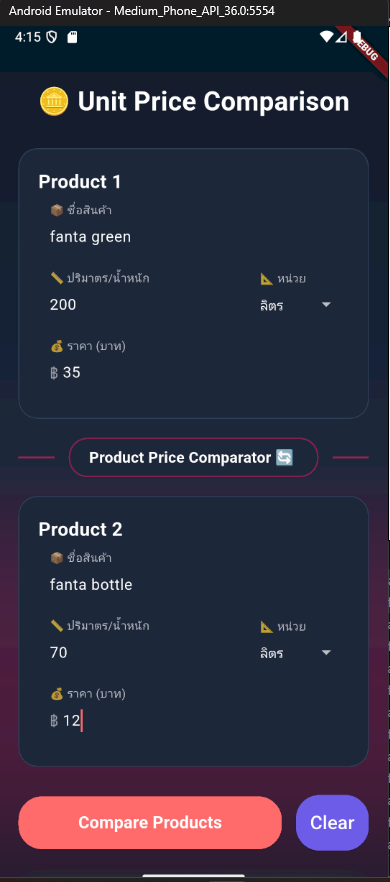 Android Emulator - Medium_Phone_API_36.0:5554
4:15
DEBUG
🪙 Unit Price Comparison
Product 1
📦 ชื่อสินค้า
fanta green
📏 ปริมาตร/น้ำหนัก 📐 หน่วย
200 ลิตร
💰 ราคา (บาท)
฿ 35
Product Price Comparator 🔄
Product 2
📦 ชื่อสินค้า
fanta bottle
📏 ปริมาตร/น้ำหนัก 📐 หน่วย
70 ลิตร
💰 ราคา (บาท)
฿ 12
Compare Products Clear